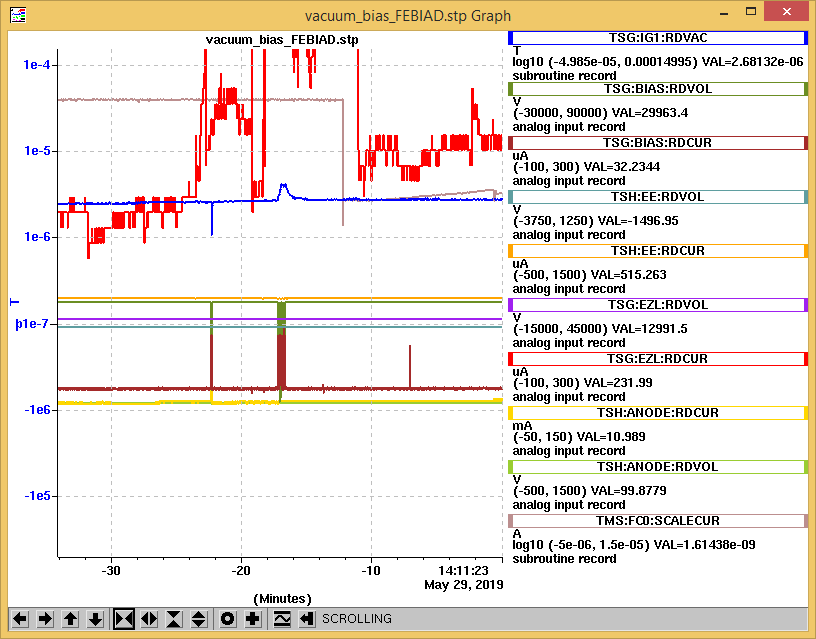 vacuum_bias_FEBIAD.stp Graph
vacuum_bias_FEBIAD.stp
1e-4
1e-5
1e-6
T
þ1e-7
-1e6
-1e5
-30
-20
-10
14:11:23
May 29, 2019
(Minutes)
TSG:IG1:RDVAC
T
log10 (-4.985e-05, 0.00014995) VAL=2.68132e-06
subroutine record
TSG:BIAS:RDVOL
V
(-30000, 90000) VAL=29963.4
analog input record
TSG:BIAS:RDCUR
uA
(-100, 300) VAL=32.2344
analog input record
TSH:EE:RDVOL
V
(-3750, 1250) VAL=-1496.95
analog input record
TSH:EE:RDCUR
uA
(-500, 1500) VAL=515.263
analog input record
TSG:EZL:RDVOL
V
(-15000, 45000) VAL=12991.5
analog input record
TSG:EZL:RDCUR
uA
(-100, 300) VAL=231.99
analog input record
TSH:ANODE:RDCUR
mA
(-50, 150) VAL=10.989
analog input record
TSH:ANODE:RDVOL
V
(-500, 1500) VAL=99.8779
analog input record
TMS:FC0:SCALECUR
A
log10 (-5e-06, 1.5e-05) VAL=1.61438e-09
subroutine record
SCROLLING